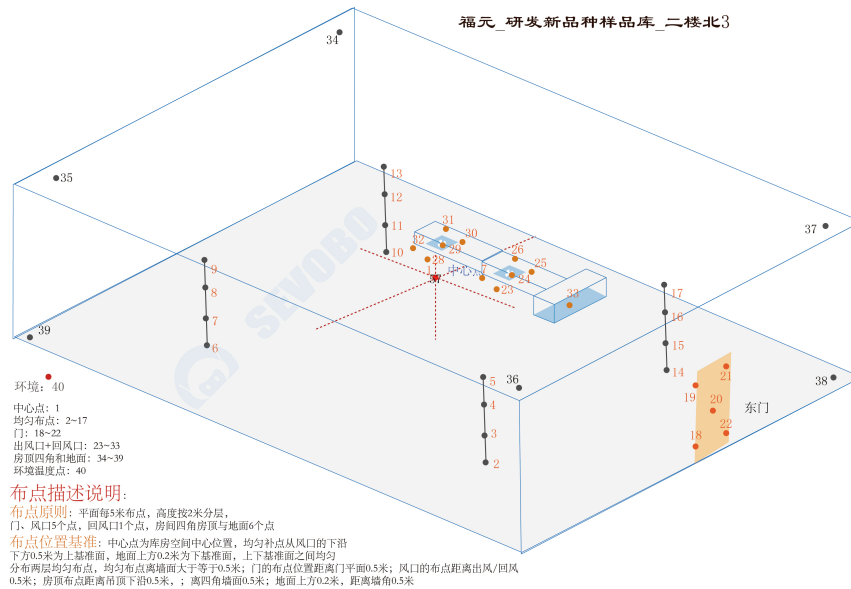 福元_研发新品种样品库_二楼北3
34
35
37
13
12
11
10
31
32
30
29
28
26
25
24
27
23
33
中心点
1
9
8
7
6
17
16
15
14
39
36
38
5
4
3
2
21
19
20
22
18
东门
SEVOBO
环境：40
中心点：1
均匀布点：2~17
门：18~22
出风口+回风口：23~33
房顶四角和地面：34~39
环境温度点：40
布点描述说明：
布点原则：平面每5米布点，高度按2米分层，
门、风口5个点，回风口1个点，房间四角房顶与地面6个点
布点位置基准：中心点为库房空间中心位置，均匀补点从风口的下沿
下方0.5米为上基准面，地面上方0.2米为下基准面，上下基准面之间均匀
分布两层均匀布点，均匀布点离墙面大于等于0.5米；门的布点位置距离门平面0.5米；风口的布点距离出风/回风
0.5米；房顶布点距离吊顶下沿0.5米，；离四角墙面0.5米；地面上方0.2米，距离墙角0.5米